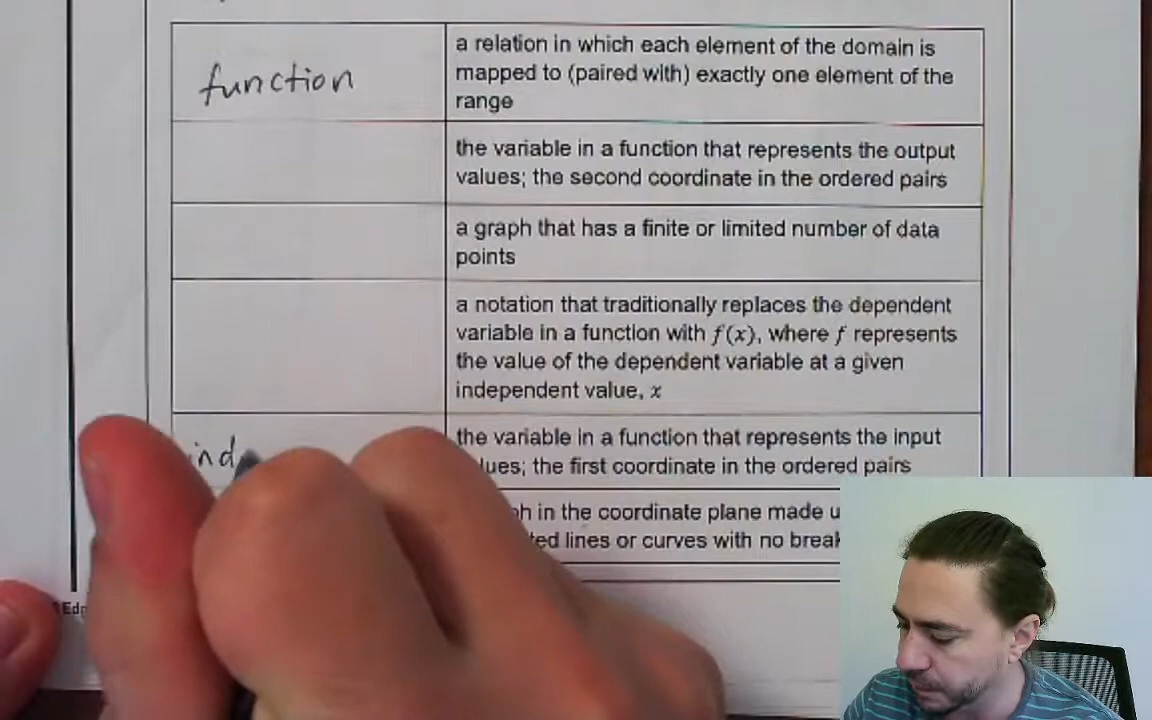 function
a relation in which each element of the domain is
mapped to (paired with) exactly one element of the
range
the variable in a function that represents the output
values; the second coordinate in the ordered pairs
a graph that has a finite or limited number of data
points
a notation that traditionally replaces the dependent
variable in a function with f(x), where f represents
the value of the dependent variable at a given
independent value, x
ind
the variable in a function that represents the input
lues; the first coordinate in the ordered pairs
ph in the coordinate plane made u
ted lines or curves with no break
©Edm